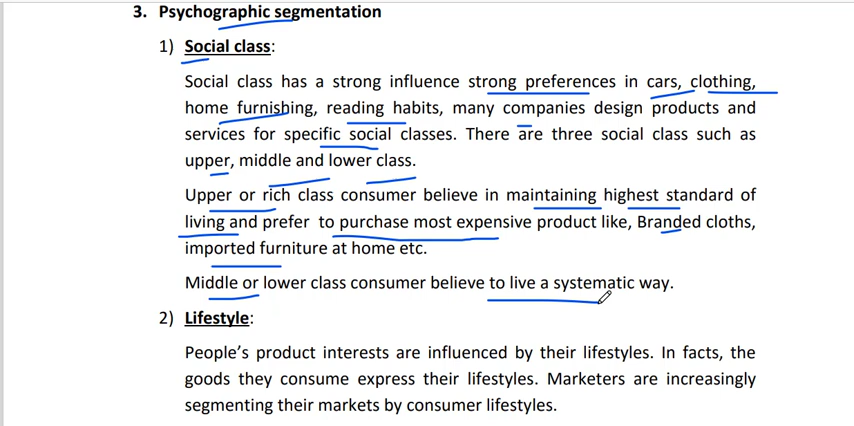 3. Psychographic segmentation
1) Social class:
Social class has a strong influence strong preferences in cars, clothing,
home furnishing, reading habits, many companies design products and
services for specific social classes. There are three social class such as
upper, middle and lower class.
Upper or rich class consumer believe in maintaining highest standard of
living and prefer to purchase most expensive product like, Branded cloths,
imported furniture at home etc.
Middle or lower class consumer believe to live a systematic way.
2) Lifestyle:
People’s product interests are influenced by their lifestyles. In facts, the
goods they consume express their lifestyles. Marketers are increasingly
segmenting their markets by consumer lifestyles.